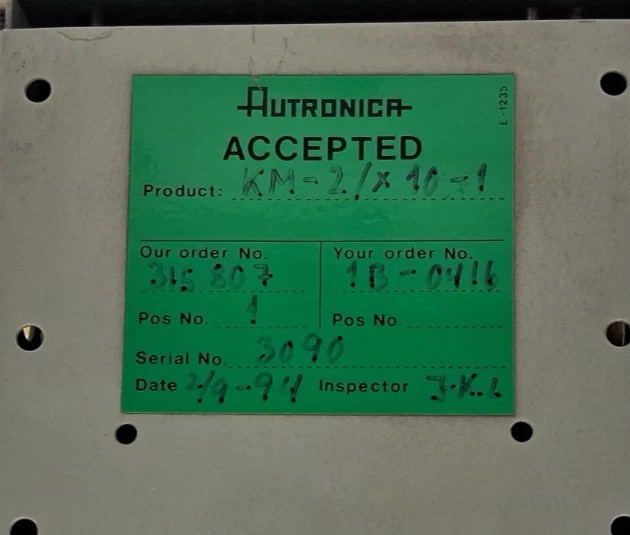 AUTRONICA
E-1235
ACCEPTED
Product: KM-2/x 10-1
Our order No. Your order No.
315 807 1B-0416
Pos No. 1 Pos No.
Serial No. 3090
Date 2/9-94 Inspector J.K.L